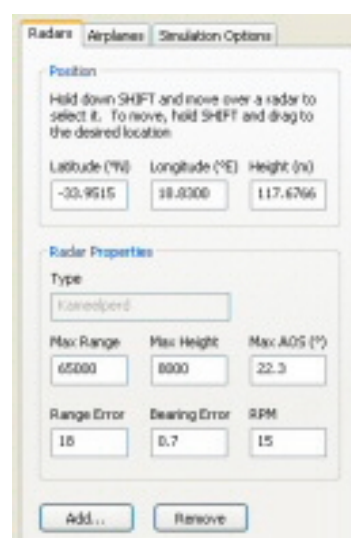 Radars Airplanes Simulation Options
Position
Hold down SHIFT and move over a radar to
select it. To move, hold SHIFT and drag to
the desired location
Latitude (°N) Longitude (°E) Height (m)
-33.9515 18.8300 117.6766
Radar Properties
Type
Kameelperd
Max Range Max Height Max AOS (°)
65000 8000 22.3
Range Error Bearing Error RPM
18 0.7 15
Add... Remove